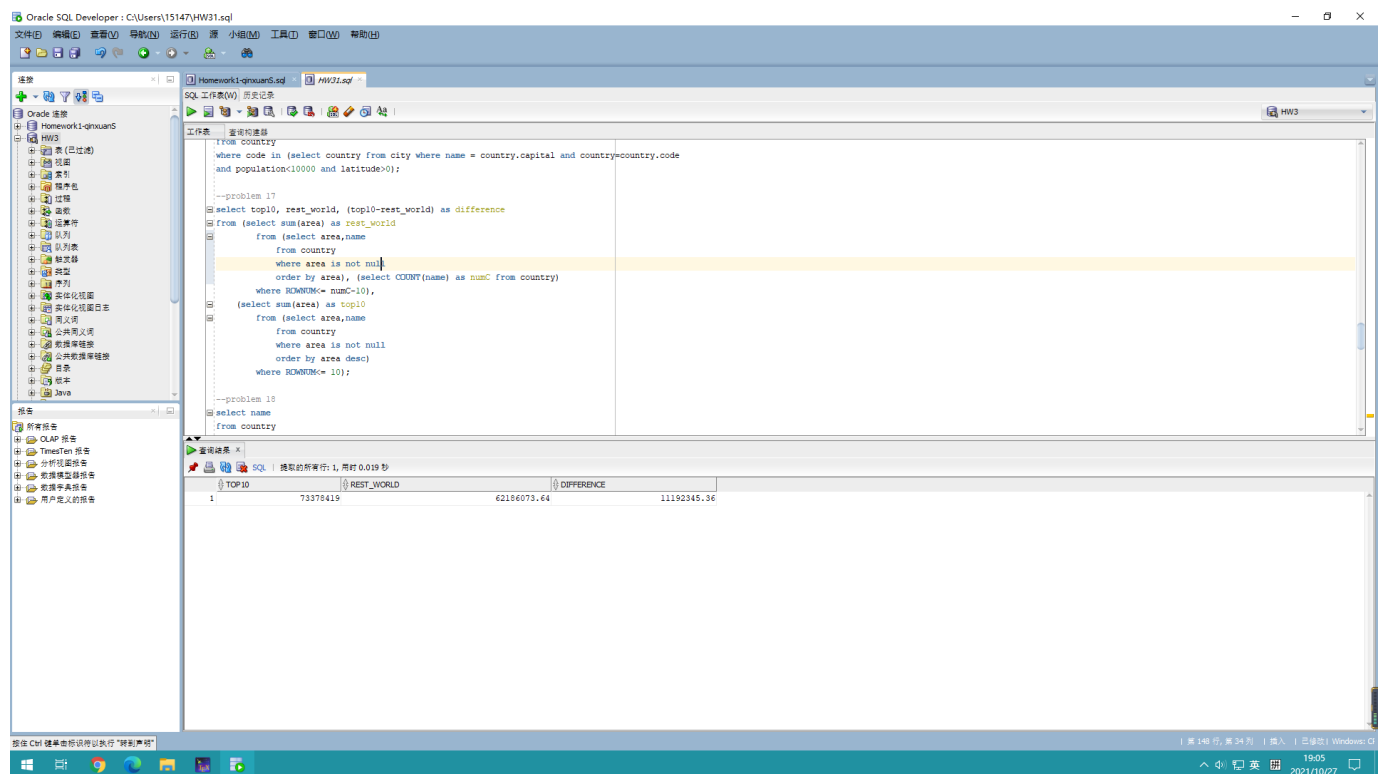 Oracle SQL Developer : C:\Users\15147\HW31.sql
文件(F) 编辑(E) 查看(V) 导航(N) 运行(R) 源 小组(M) 工具(T) 窗口(W) 帮助(H)
连接
Homework1-qinxuanS.sql
HW31.sql
SQL 工作表(W) 历史记录
HW3
Oracle 连接
Homework1-qinxuanS
HW3
表 (已过滤)
视图
索引
程序包
过程
函数
运算符
队列
队列表
触发器
类型
序列
实体化视图
实体化视图日志
同义词
公共同义词
数据库链接
公共数据库链接
目录
版本
Java
工作表 查询构建器
from country
where code in (select country from city where name = country.capital and country=country.code
and population<10000 and latitude>0);
--problem 17
select top10, rest_world, (top10-rest_world) as difference
from (select sum(area) as rest_world
from (select area,name
from country
where area is not null
order by area), (select COUNT(name) as numC from country)
where ROWNUM<= numC-10),
(select sum(area) as top10
from (select area,name
from country
where area is not null
order by area desc)
where ROWNUM<= 10);
--problem 18
select name
from country
报告
所有报告
OLAP 报告
TimesTen 报告
分析视图报告
数据模型器报告
数据字典报告
用户定义的报告
查询结果
SQL | 提取的所有行: 1, 用时 0.019 秒
TOP10 REST_WORLD DIFFERENCE
1 73378419 62186073.64 11192345.36
按住 Ctrl 键单击标识符以执行 "转到声明"
| 第 148 行, 第 34 列 | 插入 | 已修改 | Windows: CI
英 拼
19:05
2021/10/27